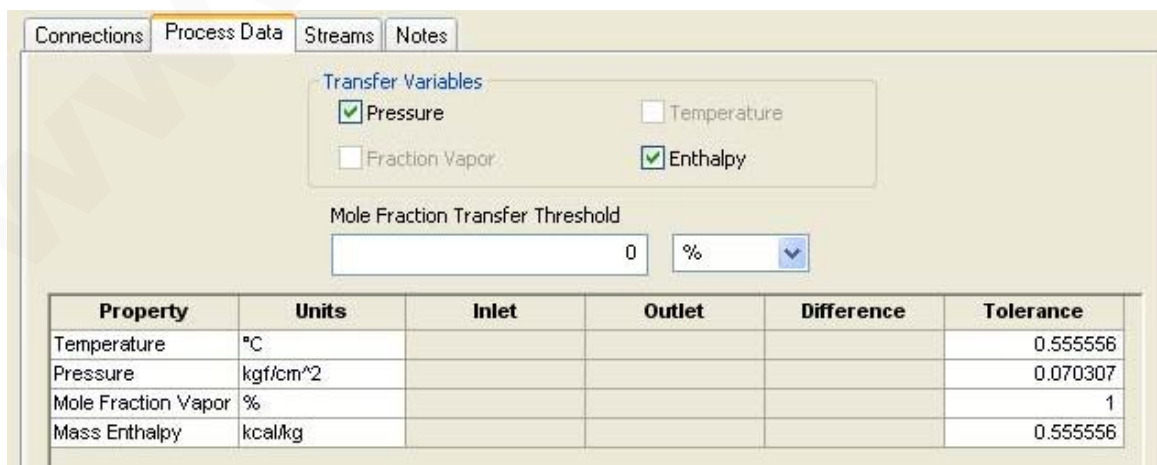 Connections Process Data Streams Notes
Transfer Variables
Pressure Temperature
Fraction Vapor Enthalpy
Mole Fraction Transfer Threshold
0 %
Property Units Inlet Outlet Difference Tolerance
Temperature °C 0.555556
Pressure kgf/cm^2 0.070307
Mole Fraction Vapor % 1
Mass Enthalpy kcal/kg 0.555556